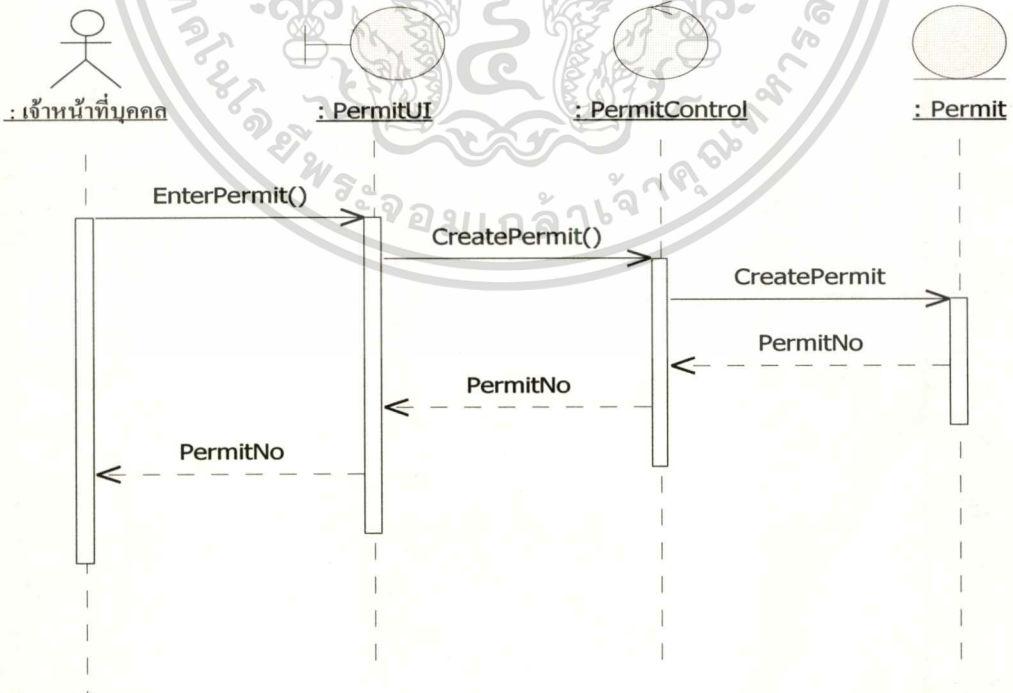 : เจ้าหน้าที่บุคคล
: PermitUI
: PermitControl
: Permit
EnterPermit()
CreatePermit()
CreatePermit
PermitNo
PermitNo
PermitNo